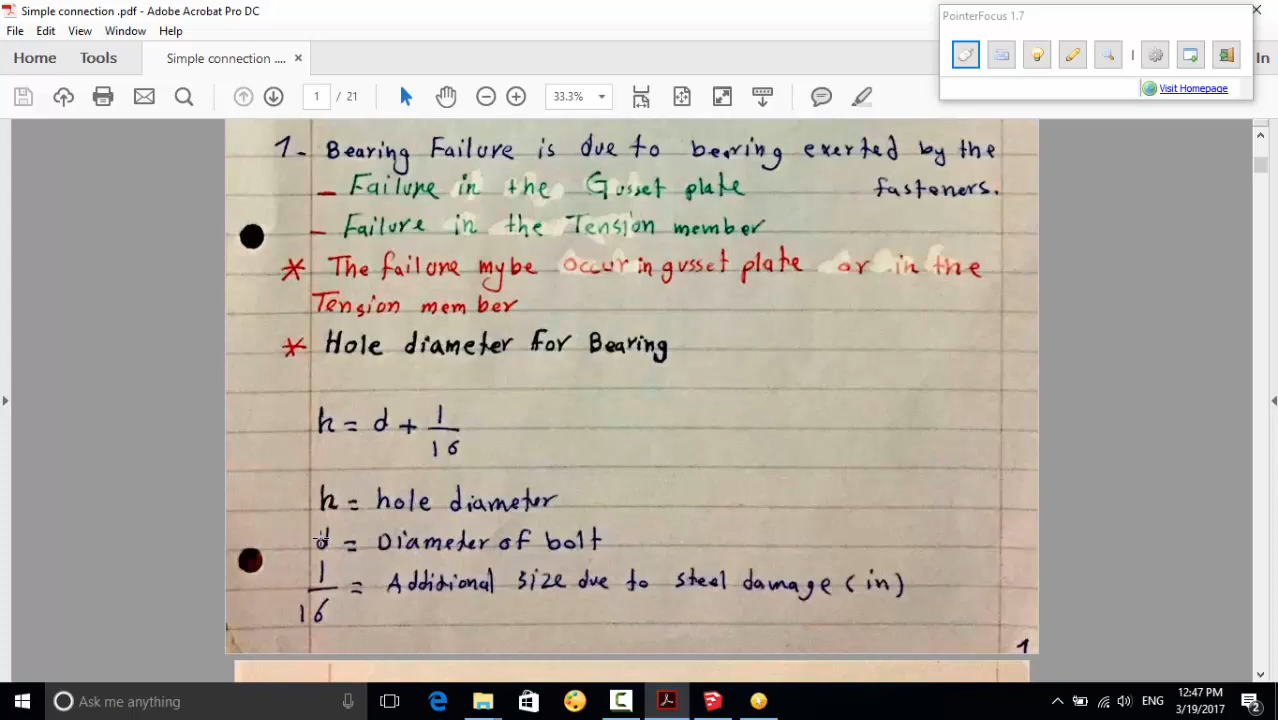 Simple connection .pdf - Adobe Acrobat Pro DC
File Edit View Window Help
PointerFocus 1.7
Home Tools Simple connection .... × In
1 / 21 33.3%
Visit Homepage
1- Bearing Failure is due to bearing exerted by the
fasteners.
- Failure in the Gusset plate
- Failure in the Tension member
* The failure mybe occur in gusset plate or in the
Tension member
* Hole diameter for Bearing
h = d + 1/16
h = hole diameter
d = Diameter of bolt
1/16 = Additional size due to steel damage (in)
1
Ask me anything
ENG
12:47 PM
3/19/2017
2